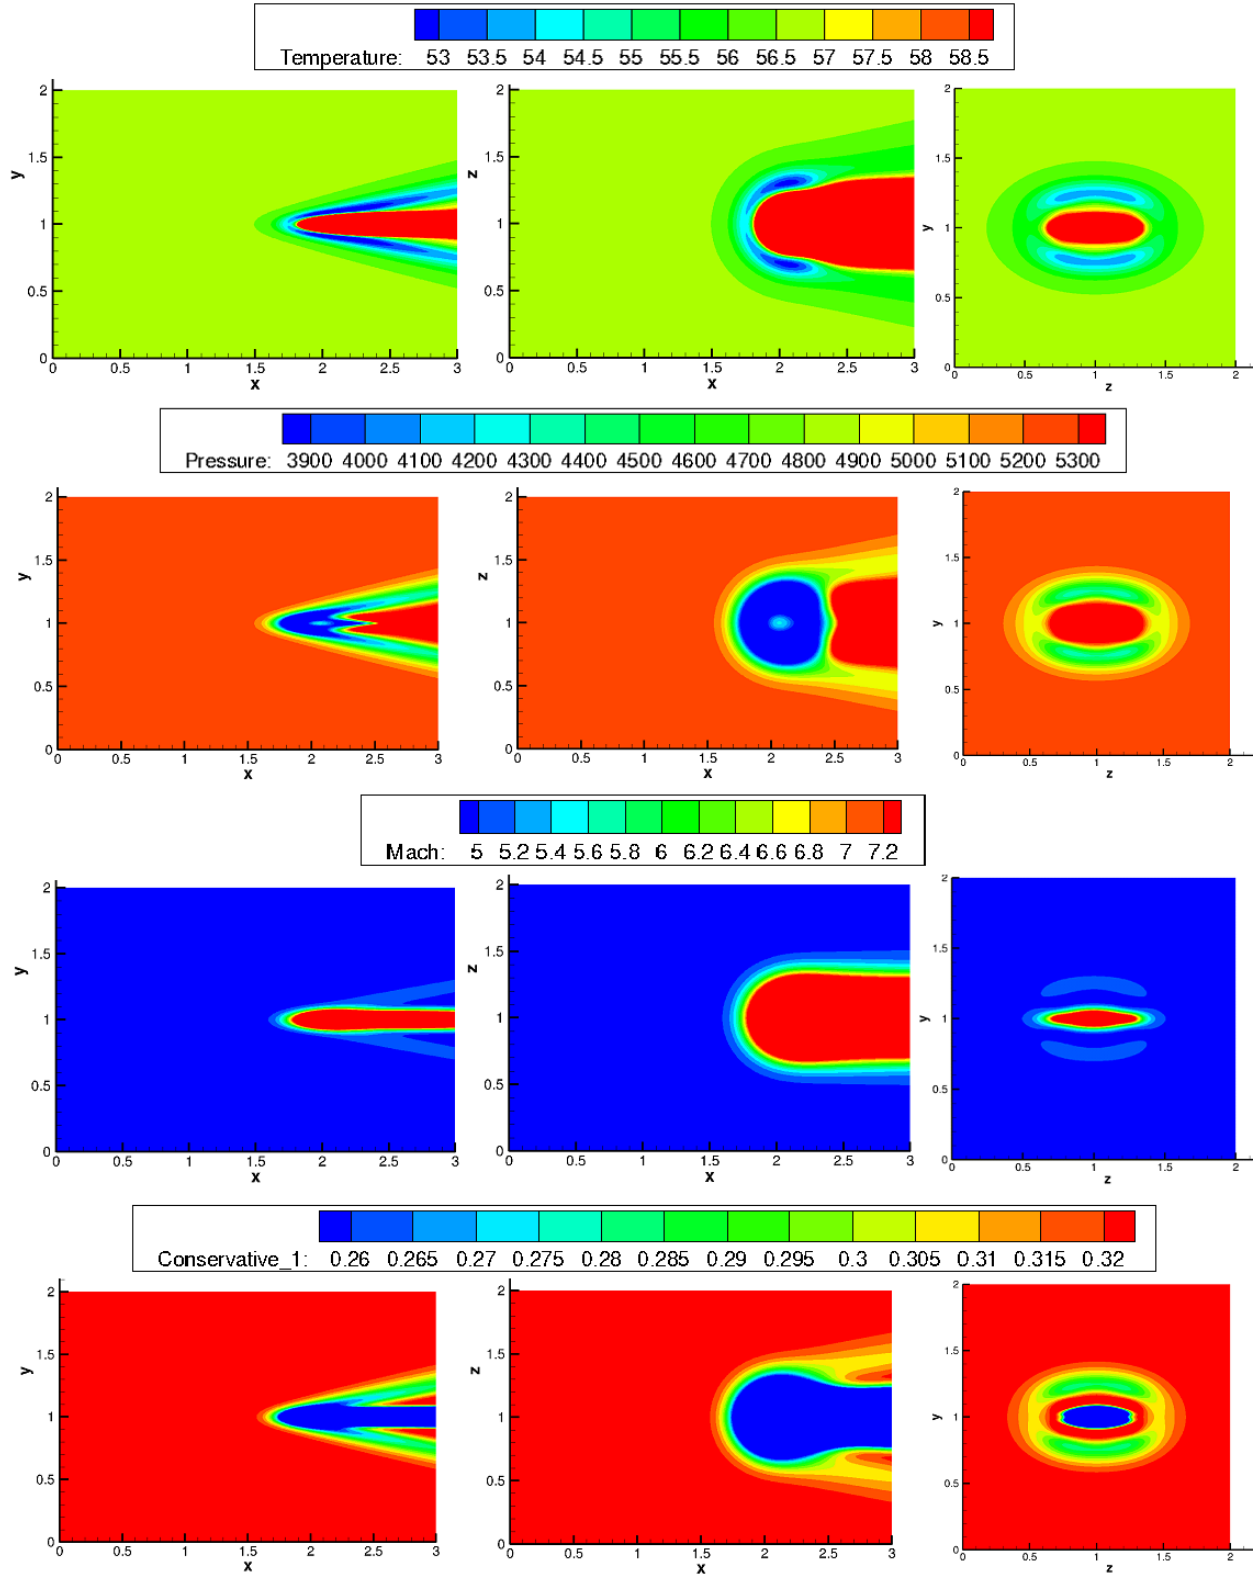 Temperature: 53 53.5 54 54.5 55 55.5 56 56.5 57 57.5 58 58.5
2 2 2
1.5 1.5 1.5
y z y
1 1 1
0.5 0.5 0.5
0 0 0
0 0.5 1 1.5 2 2.5 3 0 0.5 1 1.5 2 2.5 3 0 0.5 1 1.5 2
x x z
Pressure: 3900 4000 4100 4200 4300 4400 4500 4600 4700 4800 4900 5000 5100 5200 5300
2 2 2
1.5 1.5 1.5
y z y
1 1 1
0.5 0.5 0.5
0 0 0
0 0.5 1 1.5 2 2.5 3 0 0.5 1 1.5 2 2.5 3 0 0.5 1 1.5 2
x x z
Mach: 5 5.2 5.4 5.6 5.8 6 6.2 6.4 6.6 6.8 7 7.2
2 2 2
1.5 1.5 1.5
y z y
1 1 1
0.5 0.5 0.5
0 0 0
0 0.5 1 1.5 2 2.5 3 0 0.5 1 1.5 2 2.5 3 0 0.5 1 1.5 2
x x z
Conservative_1: 0.26 0.265 0.27 0.275 0.28 0.285 0.29 0.295 0.3 0.305 0.31 0.315 0.32
2 2 2
1.5 1.5 1.5
y z y
1 1 1
0.5 0.5 0.5
0 0 0
0 0.5 1 1.5 2 2.5 3 0 0.5 1 1.5 2 2.5 3 0 0.5 1 1.5 2
x x z